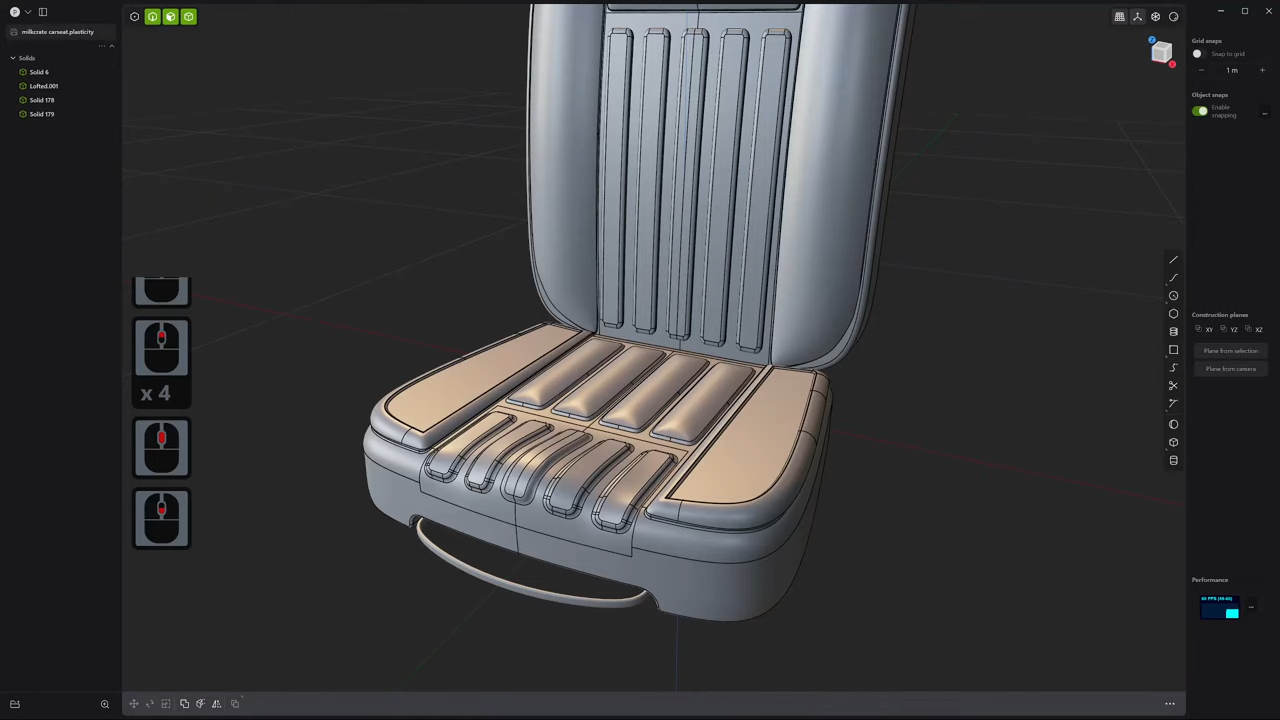 milkcrate carseat.plasticity
Solids
Solid 6
Lofted.001
Solid 178
Solid 179
x 4
Grid snaps
Snap to grid
1 m
Object snaps
Enable
snapping
Construction planes
XY YZ XZ
Plane from selection
Plane from camera
Performance